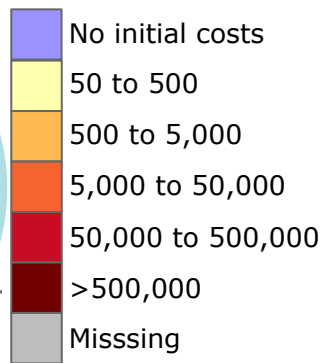 No initial costs
50 to 500
500 to 5,000
5,000 to 50,000
50,000 to 500,000
>500,000
Misssing